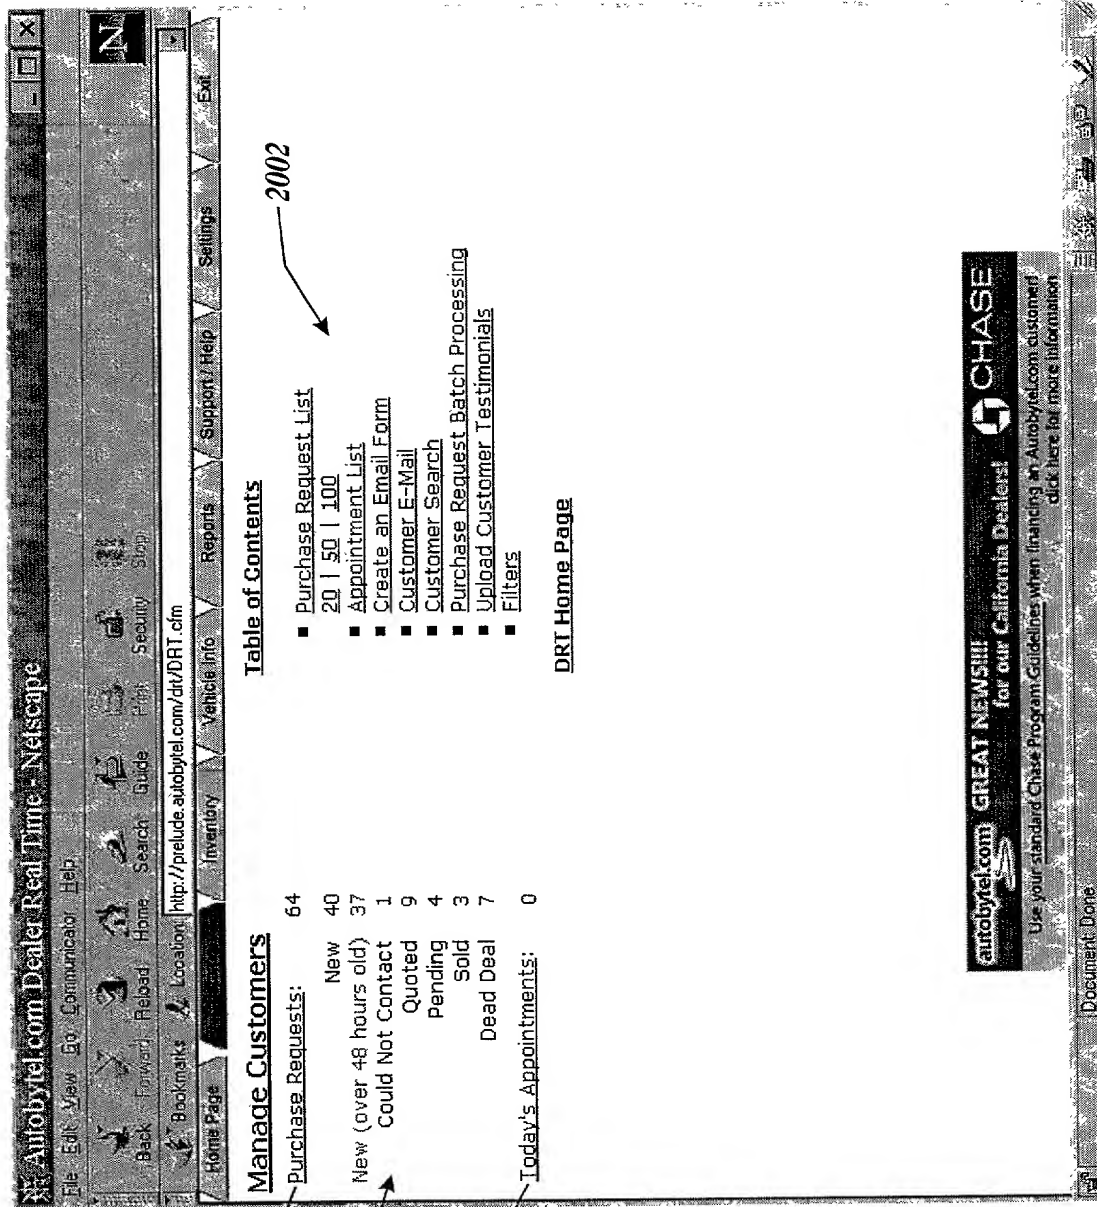 Autobytel.com Dealer Real Time - Netscape
File Edit View Go Communicator Help
Back Forward Reload Home Search Guide Print Security Stop
N
Bookmarks Location: http://prelude.autobytel.com/drt/DRT.cfm
Home Page Inventory Vehicle Info Reports Support / Help Settings Exit
Manage Customers
Purchase Requests: 64
New 40
New (over 48 hours old) 37
Could Not Contact 1
Quoted 9
Pending 4
Sold 3
Dead Deal 7
Today's Appointments: 0
Table of Contents
■ Purchase Request List
20 | 50 | 100
■ Appointment List
■ Create an Email Form
■ Customer E-Mail
■ Customer Search
■ Purchase Request Batch Processing
■ Upload Customer Testimonials
■ Filters
DRT Home Page
2002
autobytel.com GREAT NEWS!!!!
for our California Dealers!
CHASE
Use your standard Chase Program Guidelines when financing an Autobytel.com customer!
click here for more information
Document: Done